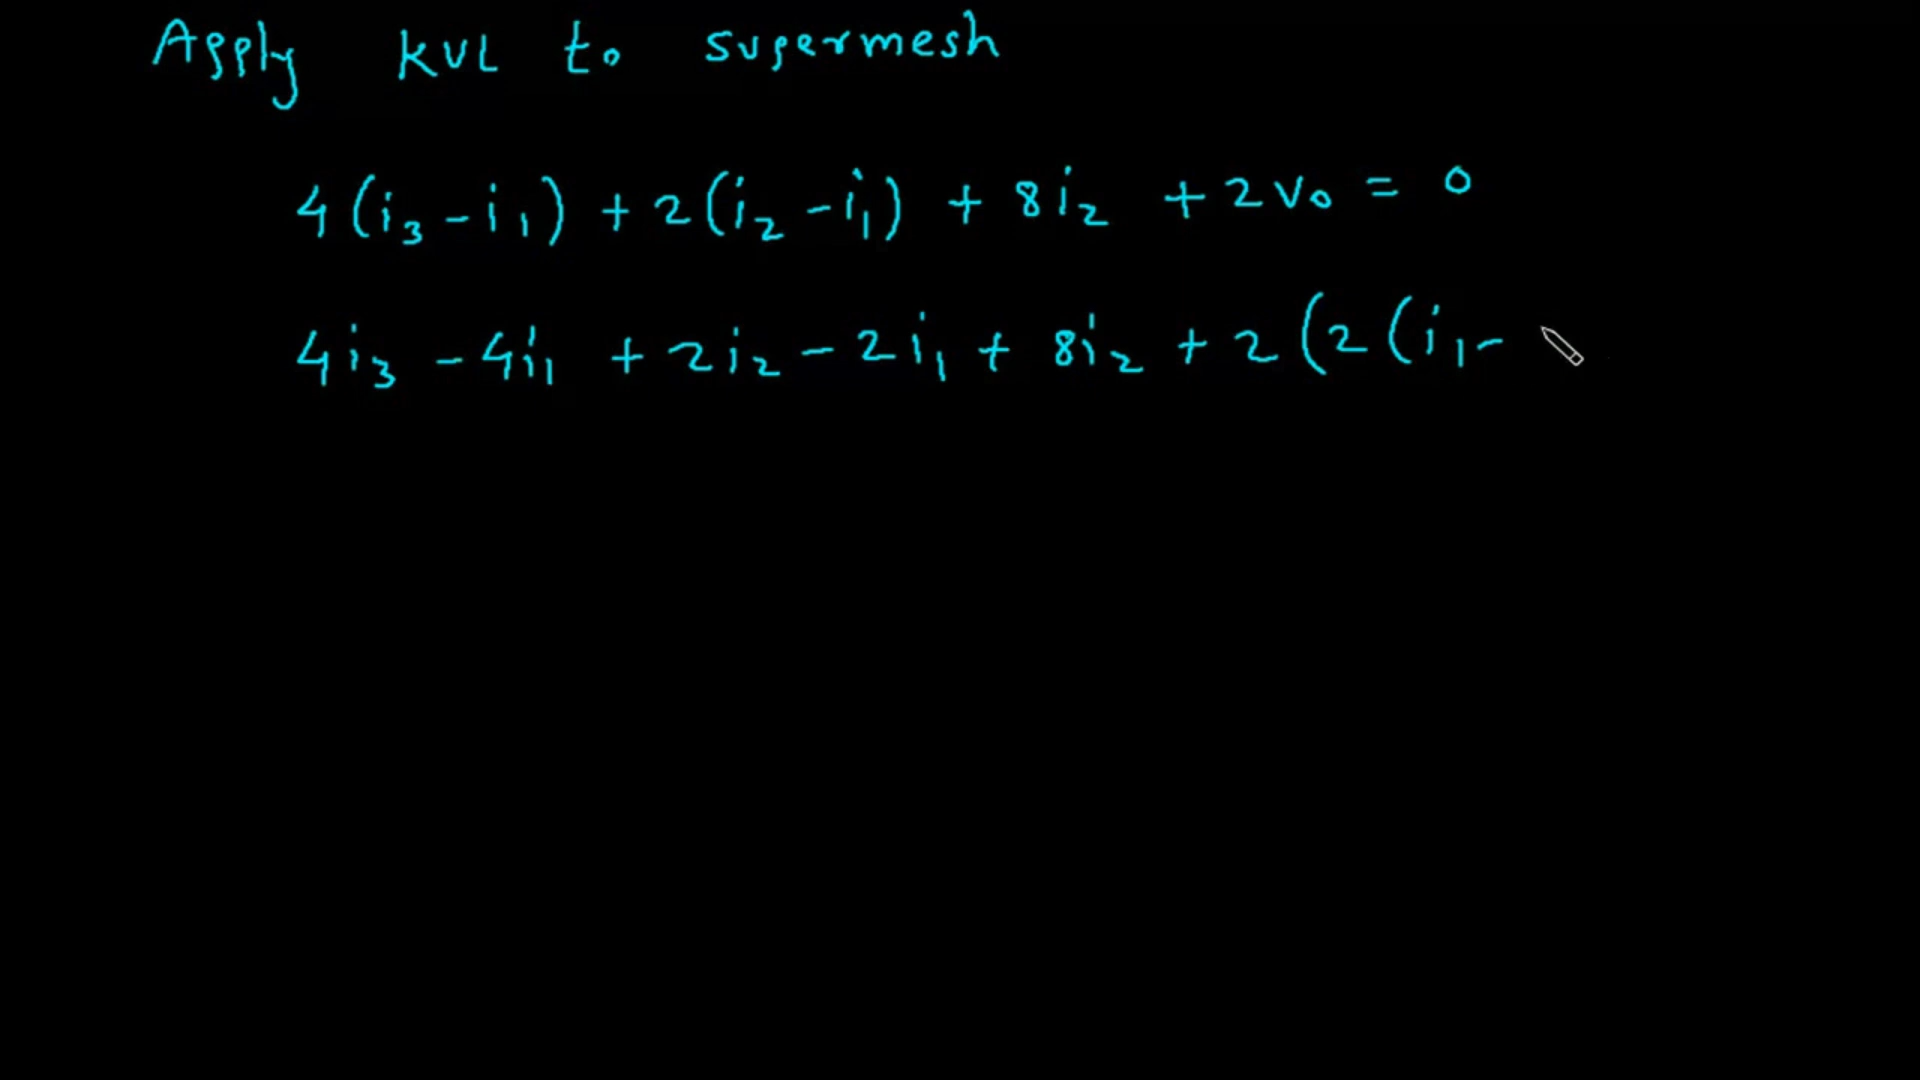 Apply KVL to supermesh
4(i₃ - i₁) + 2(i₂ - i₁) + 8i₂ + 2v₀ = 0
4i₃ - 4i₁ + 2i₂ - 2i₁ + 8i₂ + 2(2(i₁ -